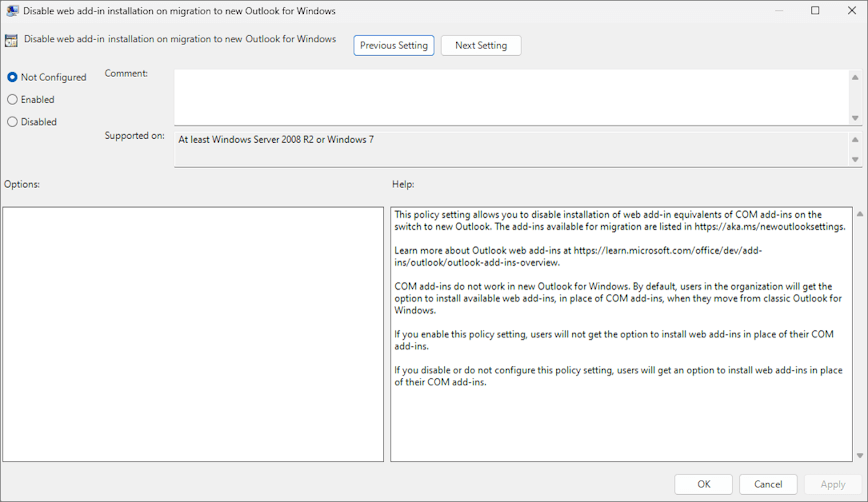 Disable web add-in installation on migration to new Outlook for Windows
Disable web add-in installation on migration to new Outlook for Windows
Previous Setting
Next Setting
Not Configured
Enabled
Disabled
Comment:
Supported on:
At least Windows Server 2008 R2 or Windows 7
Options:
Help:
This policy setting allows you to disable installation of web add-in equivalents of COM add-ins on the
switch to new Outlook. The add-ins available for migration are listed in https://aka.ms/newoutlooksettings.
Learn more about Outlook web add-ins at https://learn.microsoft.com/office/dev/add-
ins/outlook/outlook-add-ins-overview.
COM add-ins do not work in new Outlook for Windows. By default, users in the organization will get the
option to install available web add-ins, in place of COM add-ins, when they move from classic Outlook for
Windows.
If you enable this policy setting, users will not get the option to install web add-ins in place of their COM
add-ins.
If you disable or do not configure this policy setting, users will get an option to install web add-ins in place
of their COM add-ins.
OK
Cancel
Apply